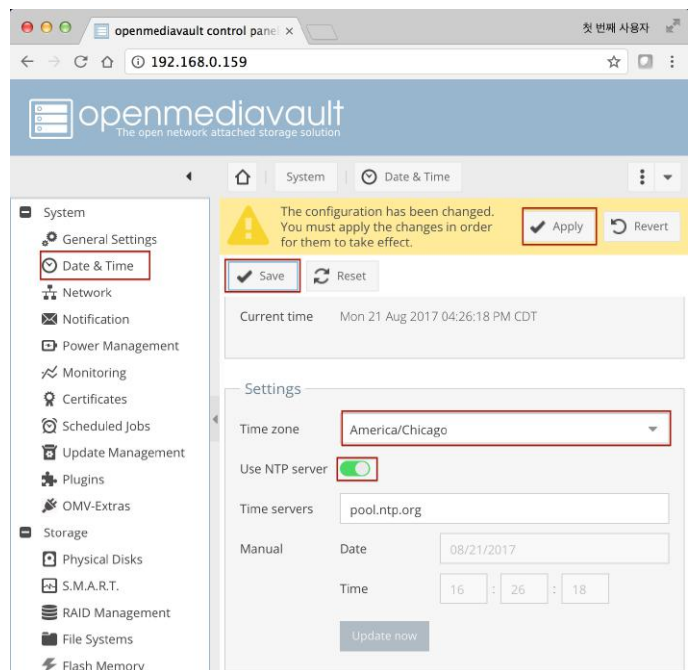 openmediavault control panel ×
첫 번째 사용자
192.168.0.159
openmediavault
The open network attached storage solution
System
Date & Time
System
General Settings
Date & Time
Network
Notification
Power Management
Monitoring
Certificates
Scheduled Jobs
Update Management
Plugins
OMV-Extras
Storage
Physical Disks
S.M.A.R.T.
RAID Management
File Systems
Flash Memory
The configuration has been changed.
You must apply the changes in order
for them to take effect.
Apply
Revert
Save
Reset
Current time Mon 21 Aug 2017 04:26:18 PM CDT
Settings
Time zone America/Chicago
Use NTP server
Time servers pool.ntp.org
Manual Date 08/21/2017
Time 16 : 26 : 18
Update now